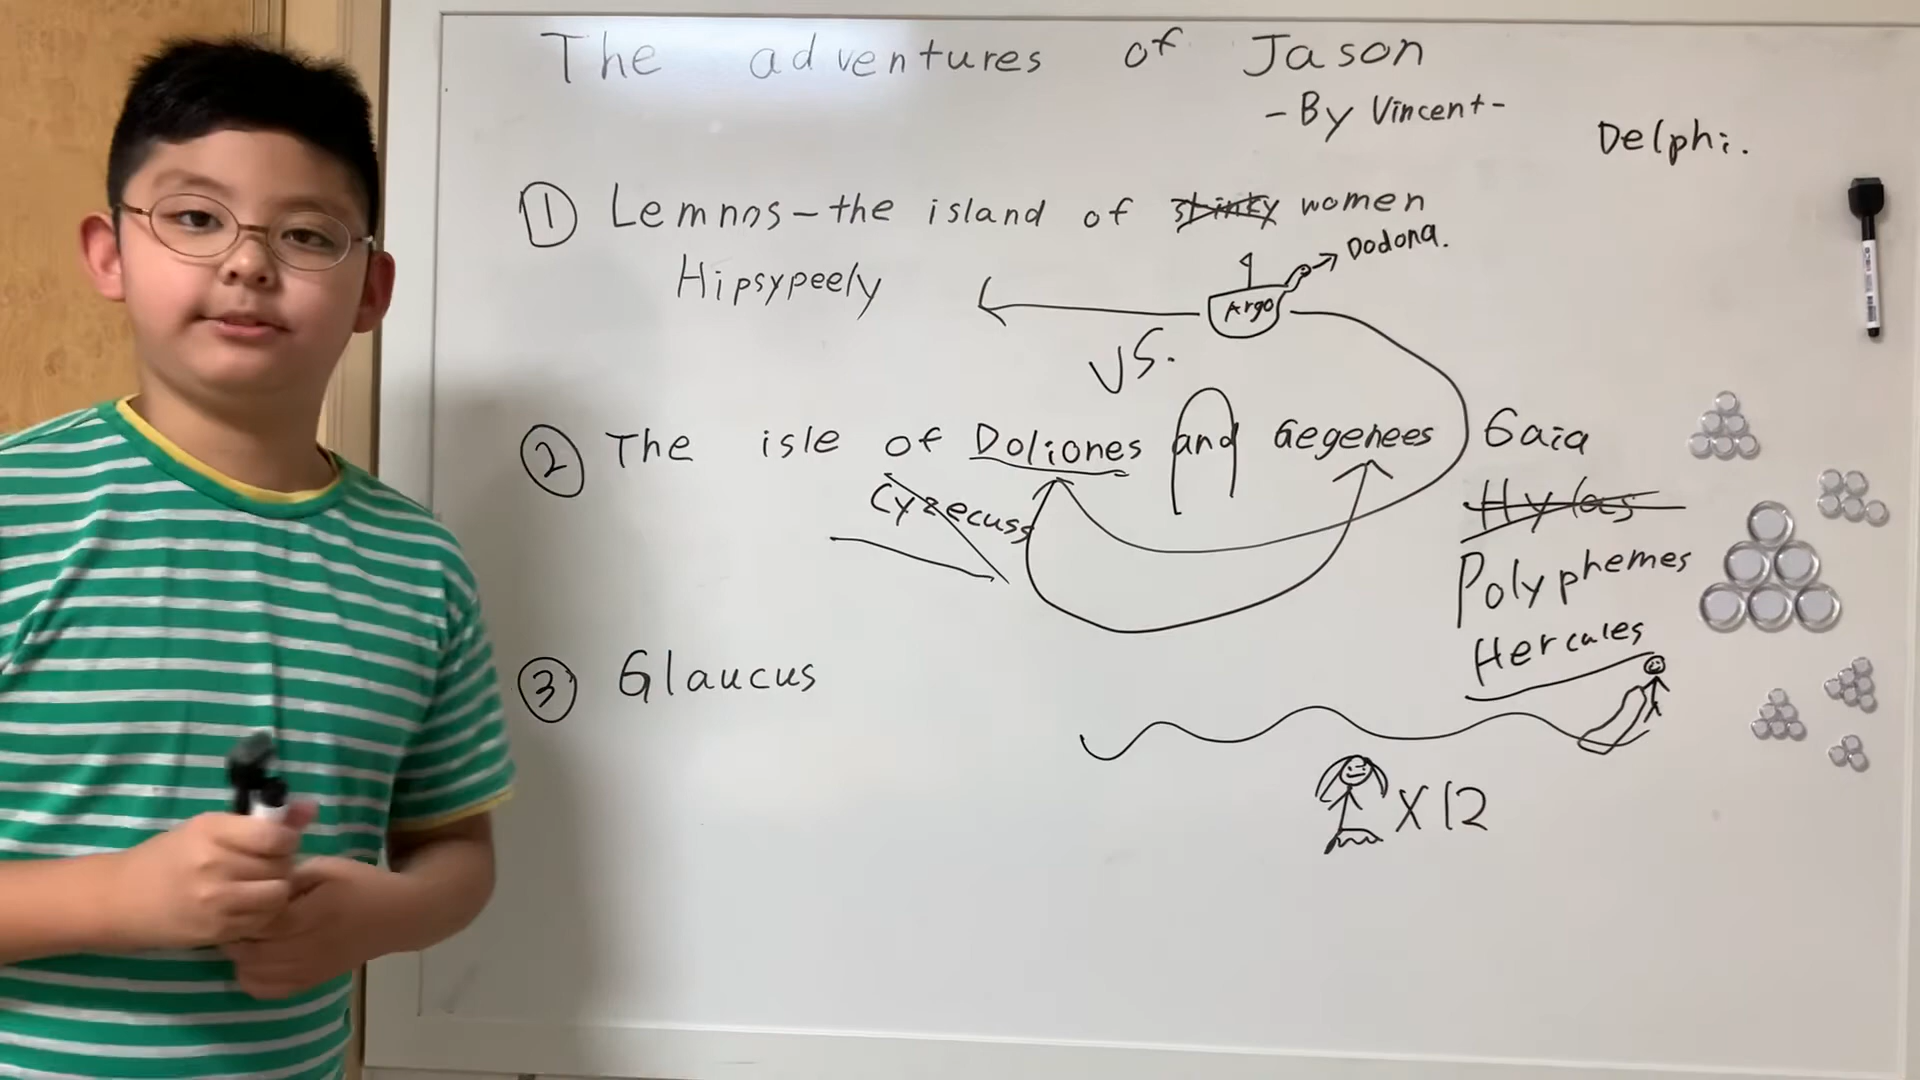 The adventures of Jason
- By Vincent -
Delphi.
① Lemnos - the island of stinky women
Dodona.
Hipsypeely
Argo
VS.
② The isle of Doliones and Gegenees
Gaia
Cyzecuss
Hylas
Polyphemes
Hercules
③ Glaucus
X 12